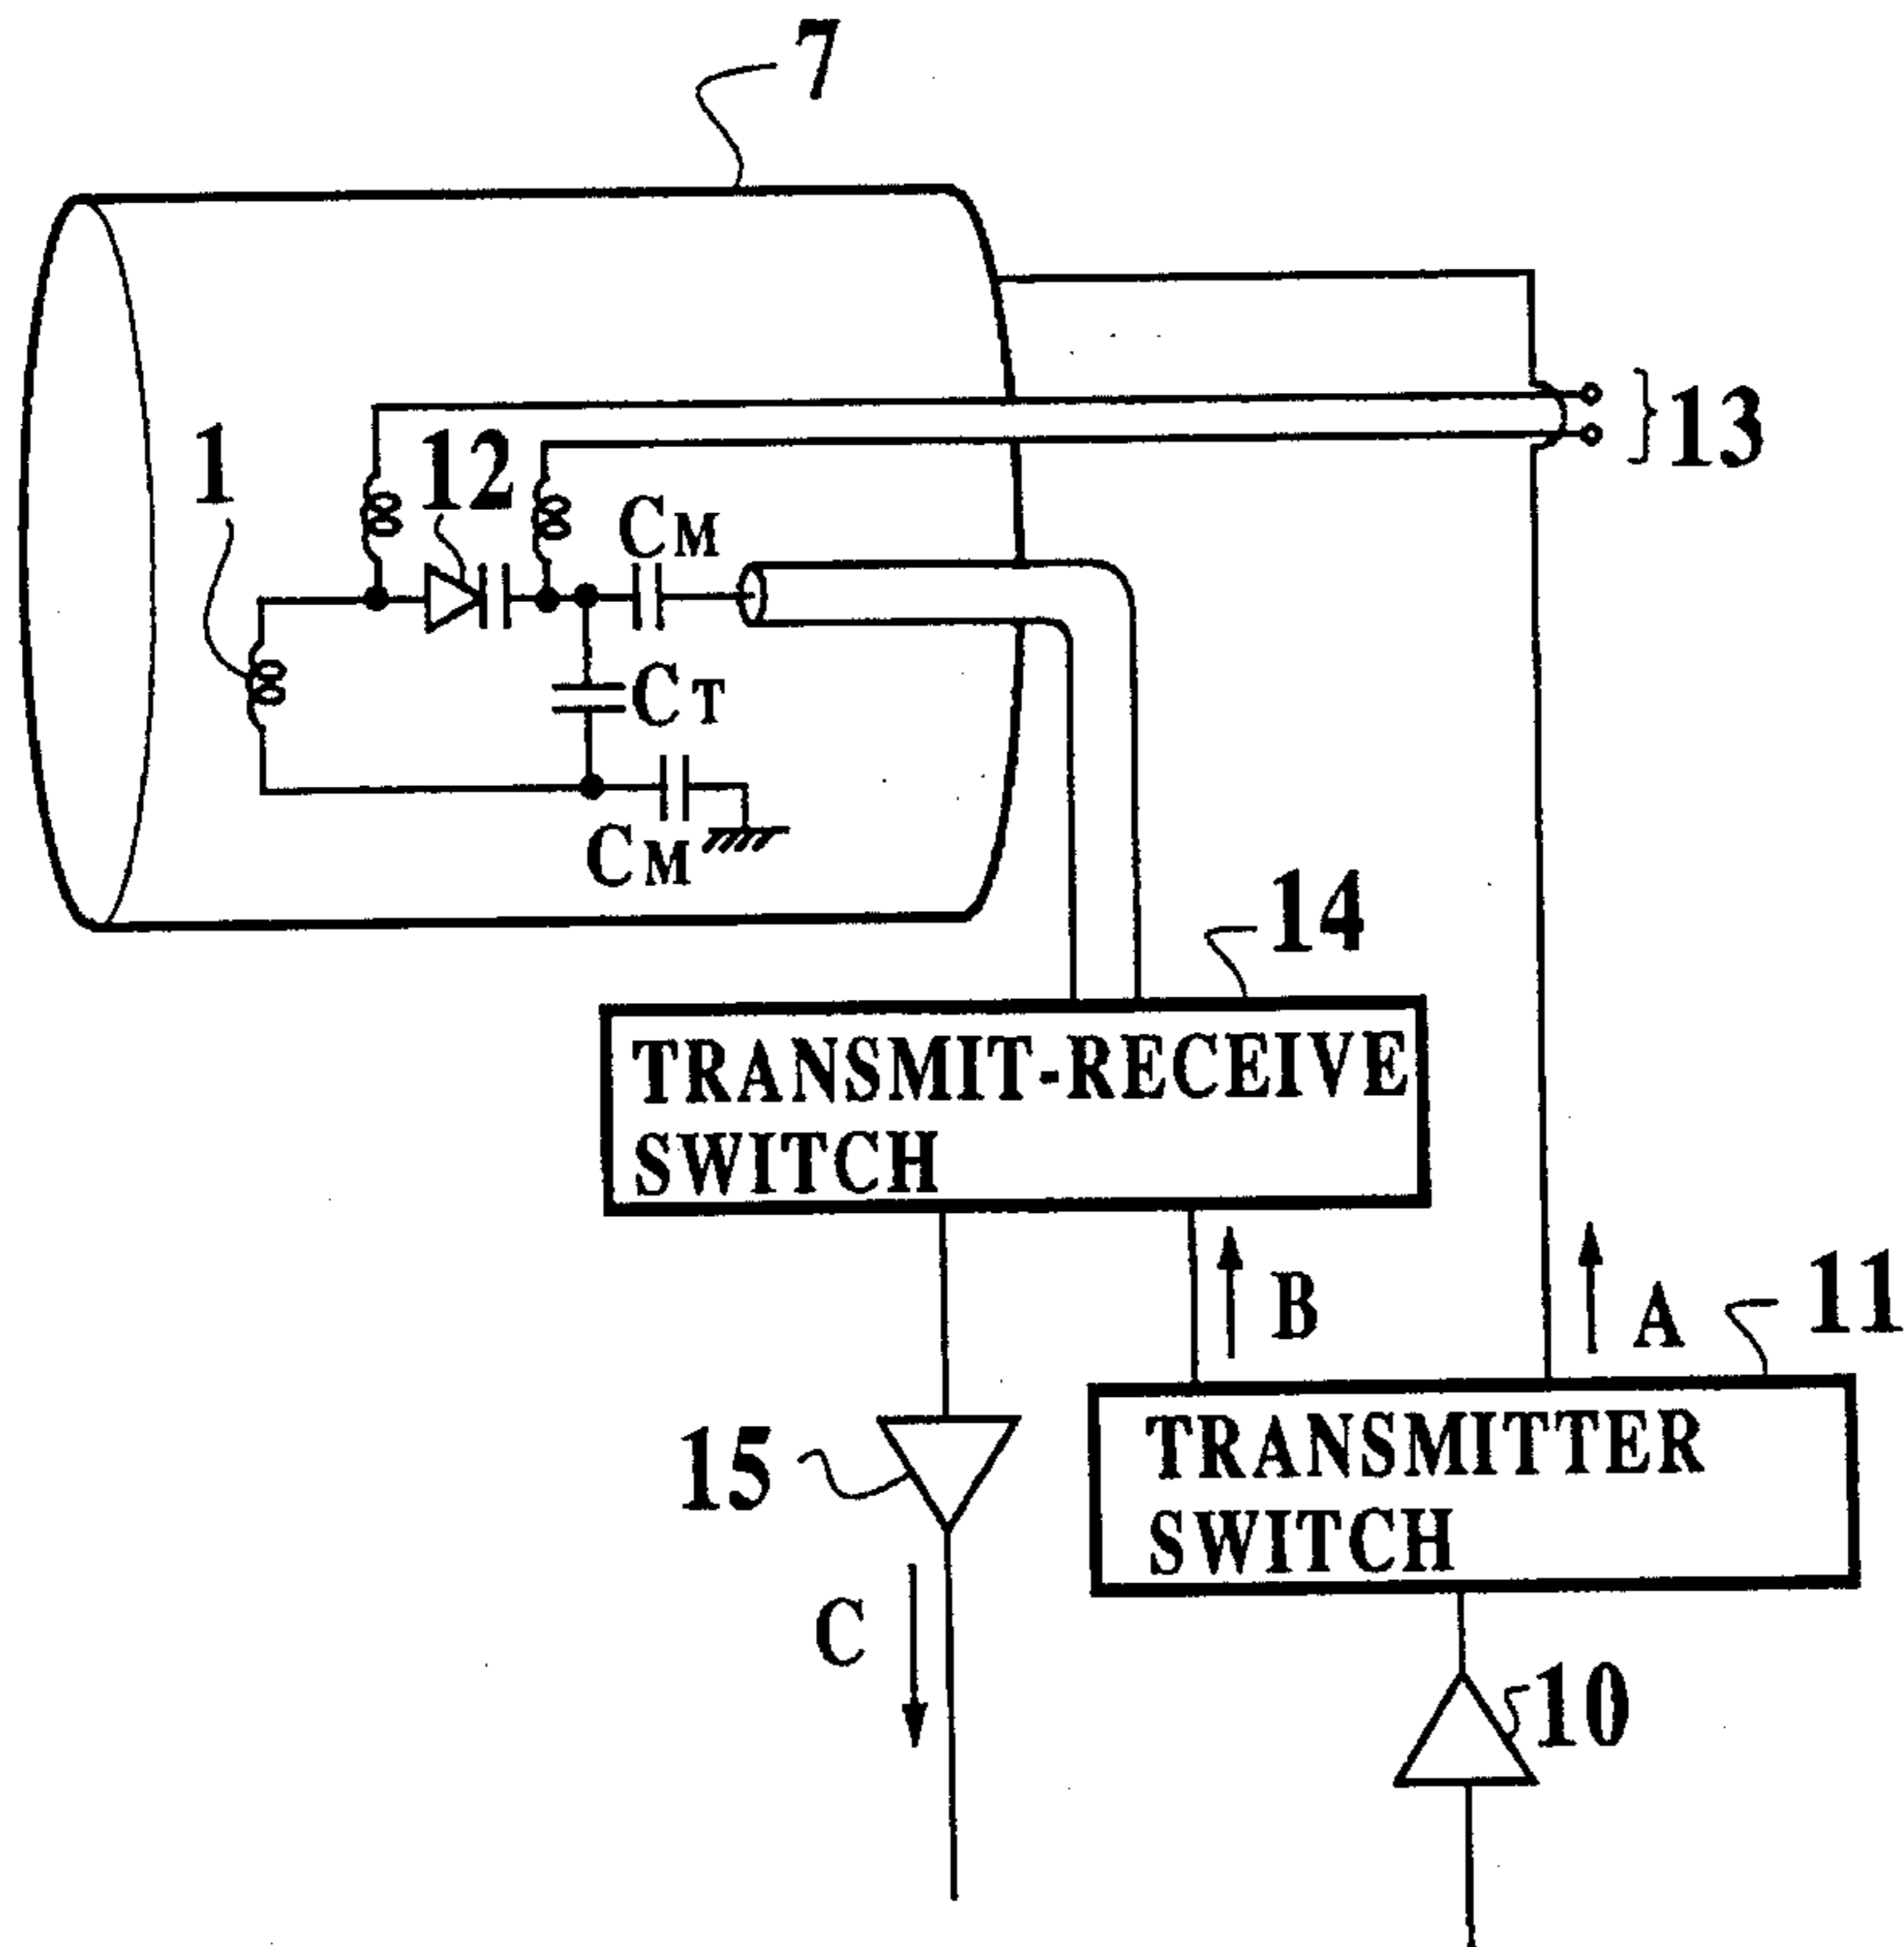 7
13
1
12
CM
CT
CM
14
TRANSMIT-RECEIVE
SWITCH
B
A
11
15
TRANSMITTER
SWITCH
C
10